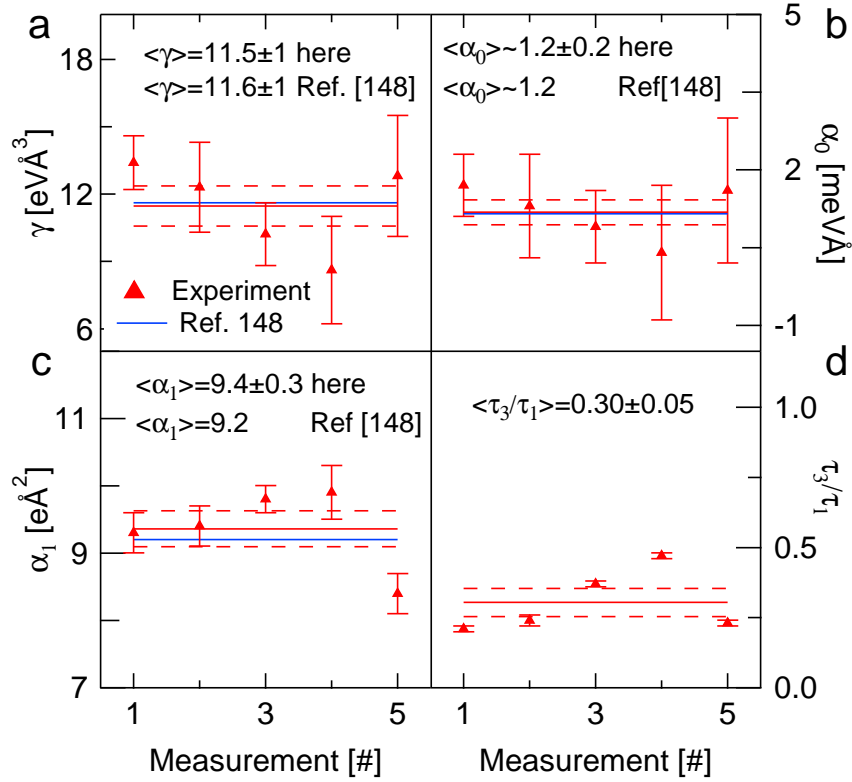 a
<γ>=11.5±1 here
<γ>=11.6±1 Ref. [148]
18
12
6
γ [eVÅ³]
Experiment
Ref. 148
b
<α₀>~1.2±0.2 here
<α₀>~1.2 Ref[148]
5
2
-1
α₀ [meVÅ]
c
<α₁>=9.4±0.3 here
<α₁>=9.2 Ref [148]
11
9
7
α₁ [eÅ²]
1 3 5
Measurement [#]
d
<τ₃/τ₁>=0.30±0.05
1.0
0.5
0.0
τ₃/τ₁
1 3 5
Measurement [#]